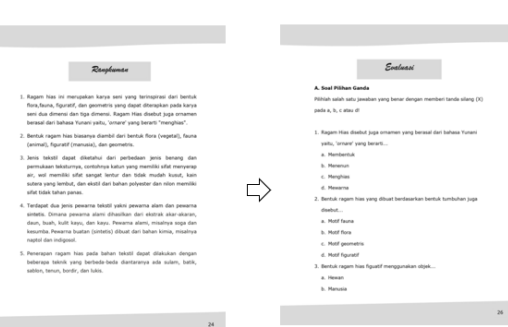 Rangkuman
1. Ragam hias ini merupakan karya seni yang terinspirasi dari bentuk
flora,fauna, figuratif, dan geometris yang dapat diterapkan pada karya
seni dua dimensi dan tiga dimensi. Ragam Hias disebut juga ornamen
berasal dari bahasa Yunani yaitu, 'ornare' yang berarti "menghias".
2. Bentuk ragam hias biasanya diambil dari bentuk flora (vegetal), fauna
(animal), figuratif (manusia), dan geometris.
3. Jenis tekstil dapat diketahui dari perbedaan jenis benang dan
permukaan teksturnya, contohnya katun yang memiliki sifat menyerap
air, wol memiliki sifat sangat lentur dan tidak mudah kusut, kain
sutera yang lembut, dan ekstil dari bahan polyester dan nilon memiliki
sifat tidak tahan panas.
4. Terdapat dua jenis pewarna tekstil yakni pewarna alam dan pewarna
sintetis. Dimana pewarna alami dihasilkan dari ekstrak akar-akaran,
daun, buah, kulit kayu, dan kayu. Pewarna alami, misalnya soga dan
kesumba. Pewarna buatan (sintetis) dibuat dari bahan kimia, misalnya
naptol dan indigosol.
5. Penerapan ragam hias pada bahan tekstil dapat dilakukan dengan
beberapa teknik yang berbeda-beda diantaranya ada sulam, batik,
sablon, tenun, bordir, dan lukis.
24
Evaluasi
A. Soal Pilihan Ganda
Pilihlah salah satu jawaban yang benar dengan memberi tanda silang (X)
pada a, b, c atau d!
1. Ragam Hias disebut juga ornamen yang berasal dari bahasa Yunani
yaitu, 'ornare' yang berarti...
a. Membentuk
b. Menenun
c. Menghias
d. Mewarna
2. Bentuk ragam hias yang dibuat berdasarkan bentuk tumbuhan juga
disebut...
a. Motif fauna
b. Motif flora
c. Motif geometris
d. Motif figuratif
3. Bentuk ragam hias figuatif menggunakan objek...
a. Hewan
b. Manusia
26